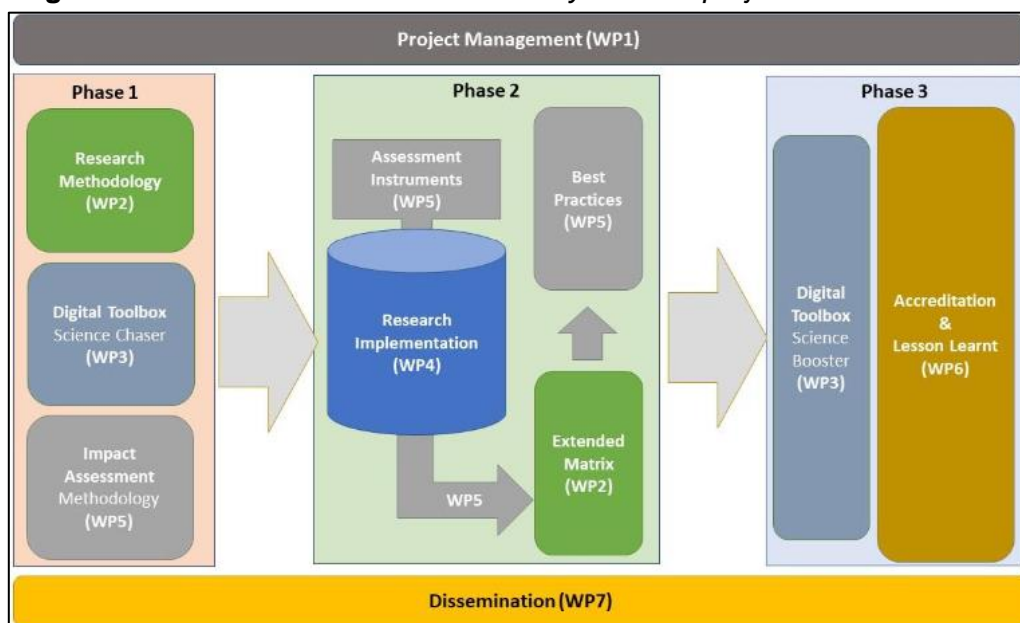 Project Management (WP1)
Phase 1
Research
Methodology
(WP2)
Digital Toolbox
Science Chaser
(WP3)
Impact
Assessment
Methodology
(WP5)
Phase 2
Assessment
Instruments
(WP5)
Research
Implementation
(WP4)
WP5
Best
Practices
(WP5)
Extended
Matrix
(WP2)
Phase 3
Digital
Toolbox
Science
Booster
(WP3)
Accreditation
&
Lesson Learnt
(WP6)
Dissemination (WP7)